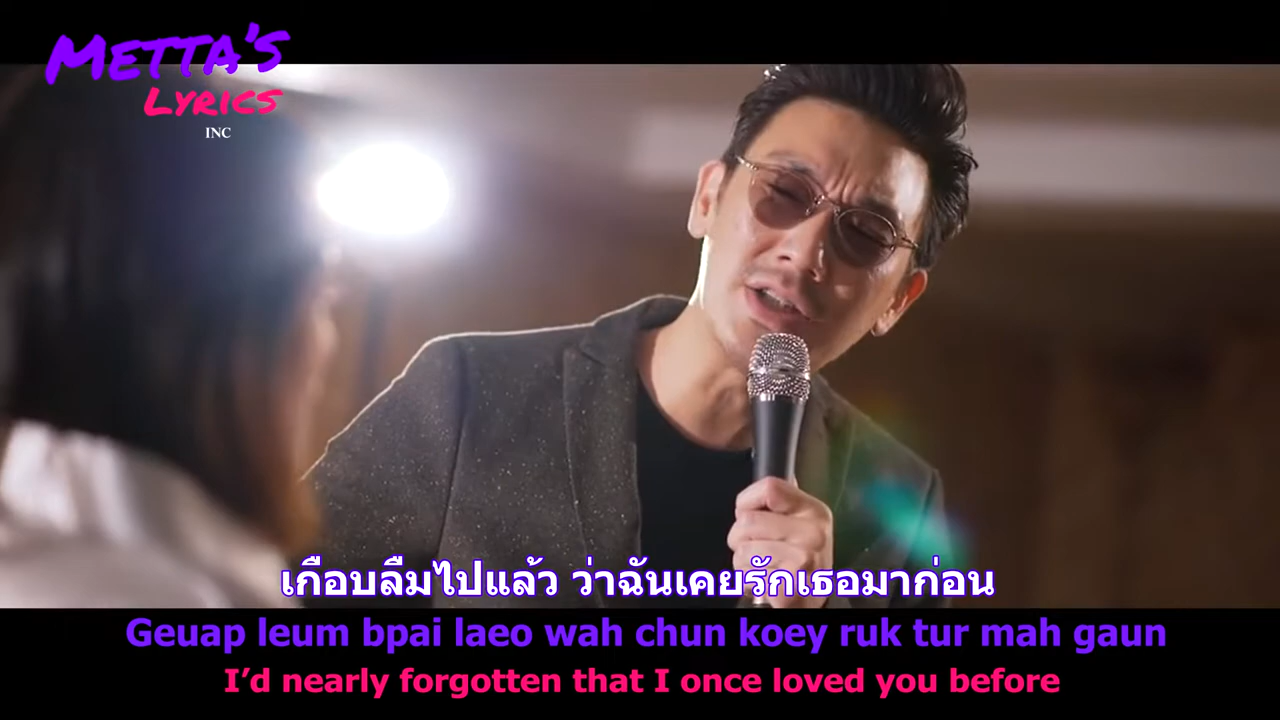 METTA'S
LYRICS
INC
เกือบลืมไปแล้ว ว่าฉันเคยรักเธอมาก่อน
Geuap leum bpai laeo wah chun koey ruk tur mah gaun
I'd nearly forgotten that I once loved you before